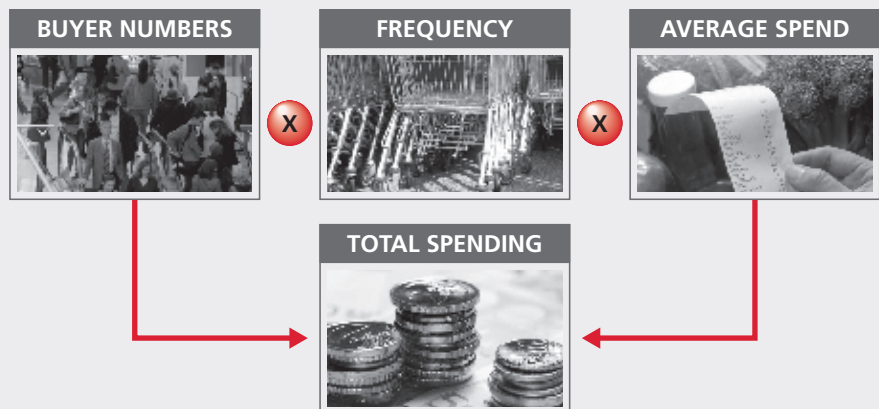 BUYER NUMBERS
X
FREQUENCY
X
AVERAGE SPEND
TOTAL SPENDING